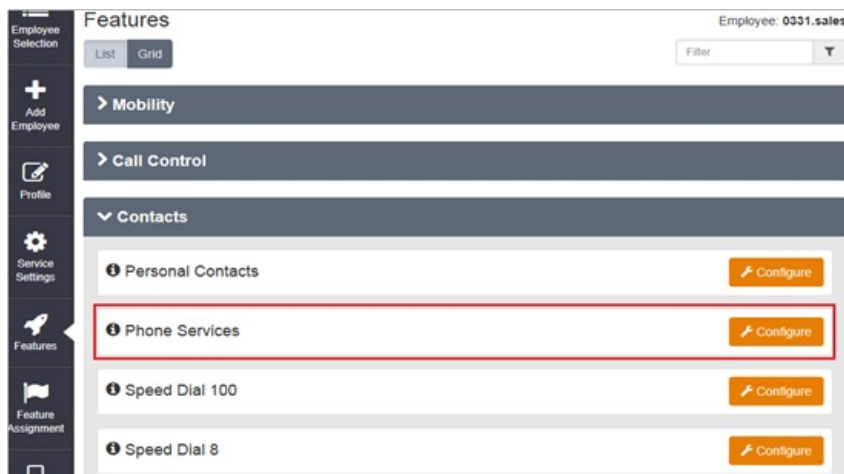 Employee
Selection
Add
Employee
Profile
Service
Settings
Features
Feature
Assignment
Features
Employee: 0331.sales
List Grid
Filter
Mobility
Call Control
Contacts
Personal Contacts
Configure
Phone Services
Configure
Speed Dial 100
Configure
Speed Dial 8
Configure